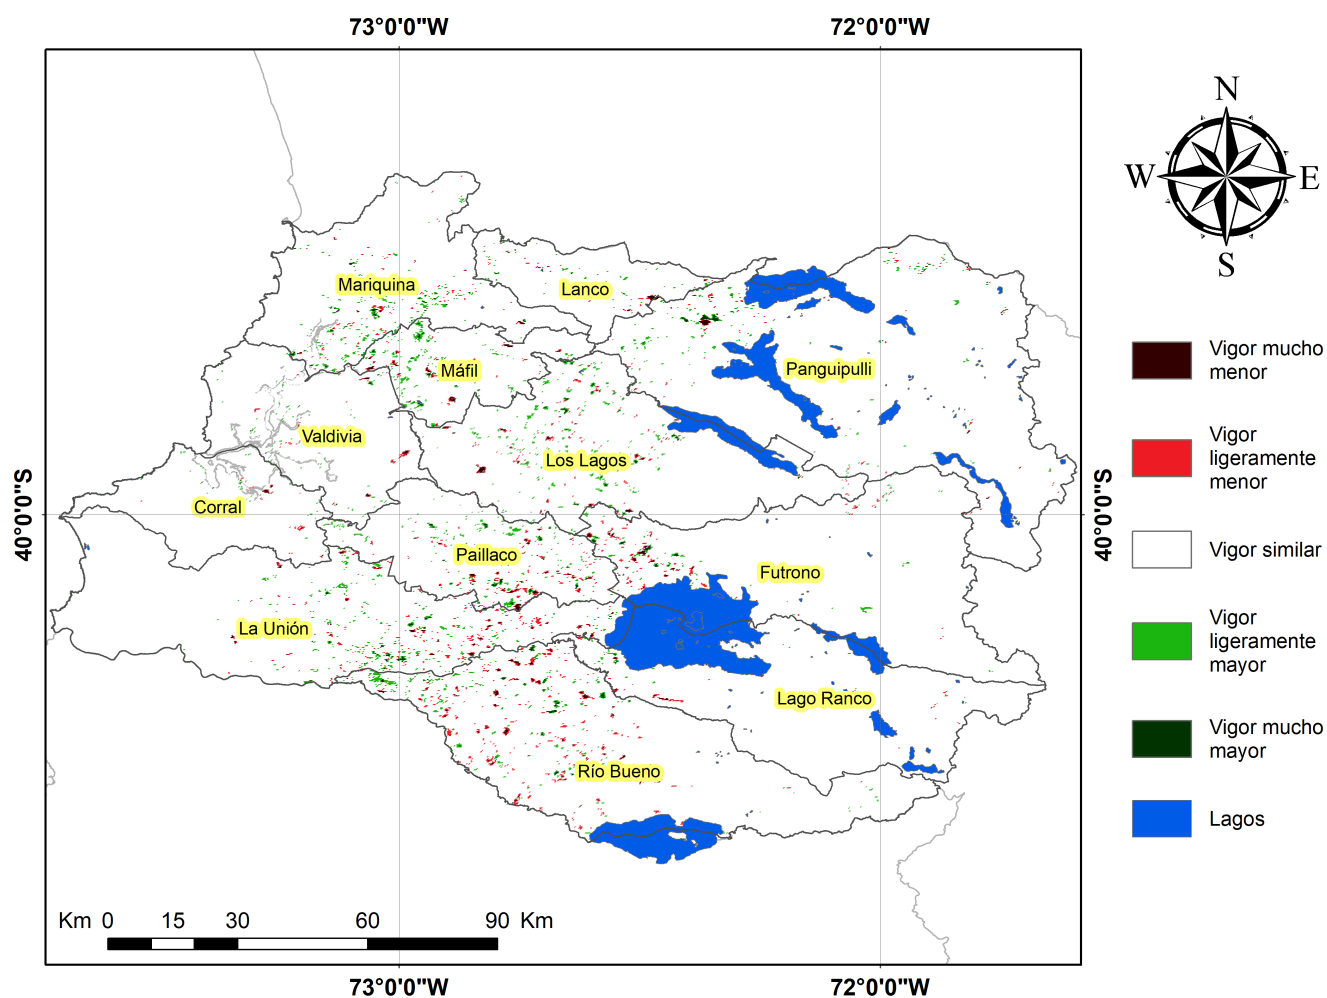 73°0'0"W
72°0'0"W
N
W
E
S
40°0'0"S
40°0'0"S
Mariquina
Lanco
Máfil
Panguipulli
Valdivia
Los Lagos
Corral
Paillaco
Futrono
La Unión
Lago Ranco
Río Bueno
Vigor mucho
menor
Vigor
ligeramente
menor
Vigor similar
Vigor
ligeramente
mayor
Vigor mucho
mayor
Lagos
Km 0 15 30 60 90 Km
73°0'0"W
72°0'0"W